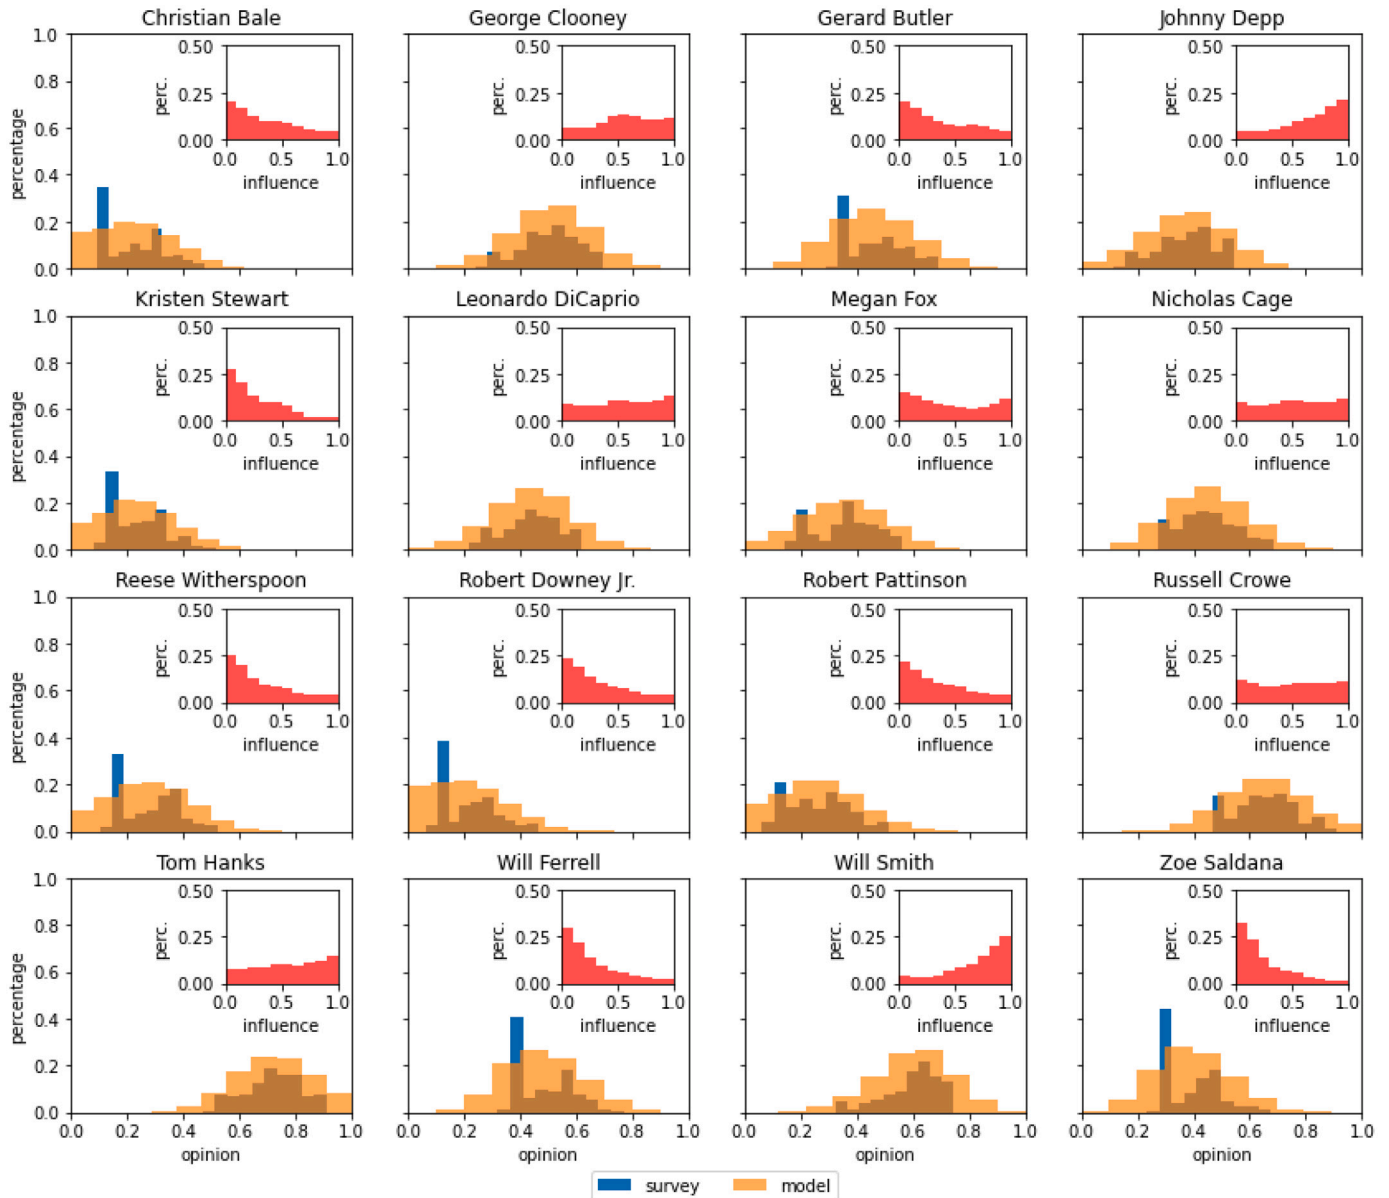 Christian Bale George Clooney Gerard Butler Johnny Depp
1.0 0.50 0.50 0.50 0.50
0.8 perc. 0.25 perc. 0.25 perc. 0.25 perc. 0.25
percentage 0.6 0.00 0.00 0.00 0.00
0.0 0.5 1.0 0.0 0.5 1.0 0.0 0.5 1.0 0.0 0.5 1.0
0.4 influence influence influence influence
0.2
0.0
Kristen Stewart Leonardo DiCaprio Megan Fox Nicholas Cage
1.0 0.50 0.50 0.50 0.50
0.8 perc. 0.25 perc. 0.25 perc. 0.25 perc. 0.25
percentage 0.6 0.00 0.00 0.00 0.00
0.0 0.5 1.0 0.0 0.5 1.0 0.0 0.5 1.0 0.0 0.5 1.0
0.4 influence influence influence influence
0.2
0.0
Reese Witherspoon Robert Downey Jr. Robert Pattinson Russell Crowe
1.0 0.50 0.50 0.50 0.50
0.8 perc. 0.25 perc. 0.25 perc. 0.25 perc. 0.25
percentage 0.6 0.00 0.00 0.00 0.00
0.0 0.5 1.0 0.0 0.5 1.0 0.0 0.5 1.0 0.0 0.5 1.0
0.4 influence influence influence influence
0.2
0.0
Tom Hanks Will Ferrell Will Smith Zoe Saldana
1.0 0.50 0.50 0.50 0.50
0.8 perc. 0.25 perc. 0.25 perc. 0.25 perc. 0.25
percentage 0.6 0.00 0.00 0.00 0.00
0.0 0.5 1.0 0.0 0.5 1.0 0.0 0.5 1.0 0.0 0.5 1.0
0.4 influence influence influence influence
0.2
0.0
0.0 0.2 0.4 0.6 0.8 1.0 0.0 0.2 0.4 0.6 0.8 1.0 0.0 0.2 0.4 0.6 0.8 1.0 0.0 0.2 0.4 0.6 0.8 1.0
opinion opinion opinion opinion
survey model